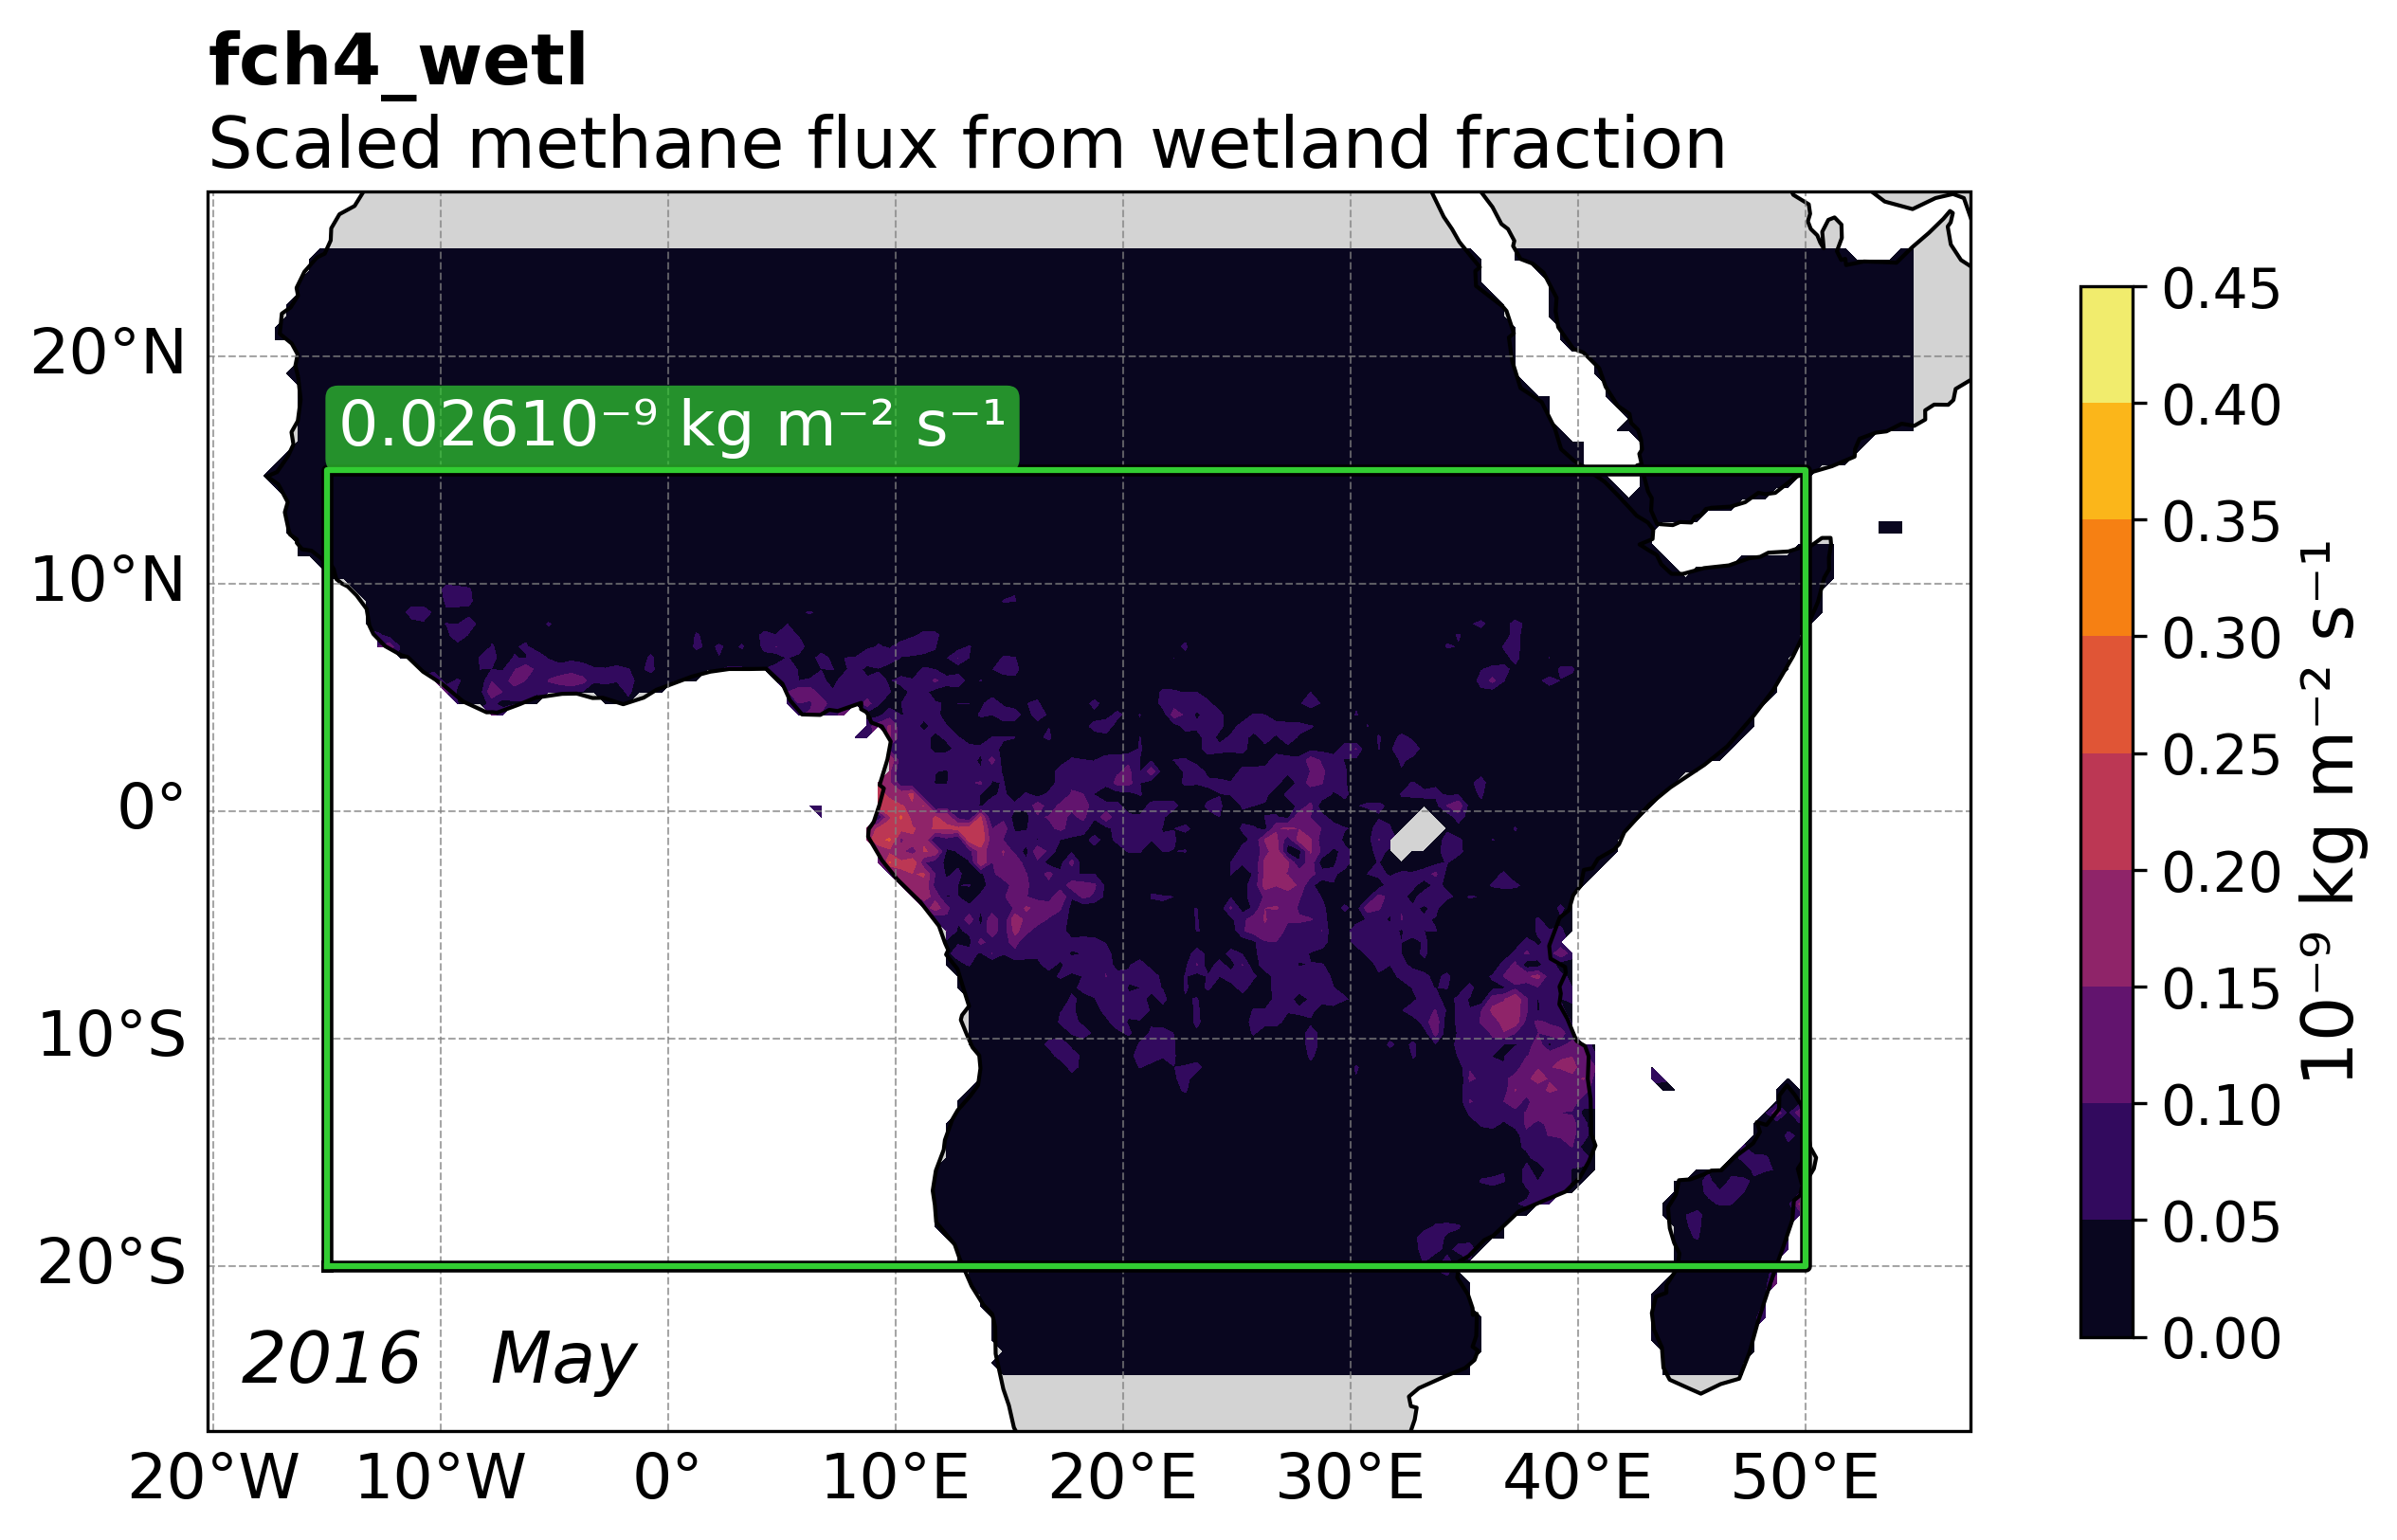 fch4_wetl
Scaled methane flux from wetland fraction
0.02610⁻⁹ kg m⁻² s⁻¹
20°N
10°N
0°
10°S
20°S
2016 May
20°W 10°W 0° 10°E 20°E 30°E 40°E 50°E
0.45
0.40
0.35
0.30
0.25
0.20
0.15
0.10
0.05
0.00
10⁻⁹ kg m⁻² s⁻¹